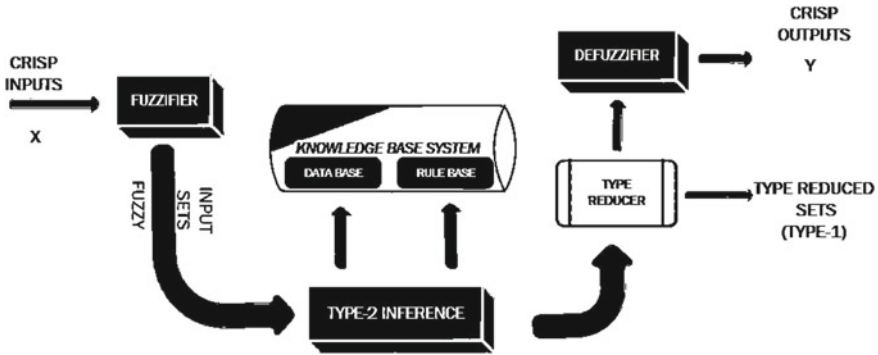 CRISP
INPUTS
X
FUZZIFIER
INPUT
SETS
FUZZY
KNOWLEDGE BASE SYSTEM
DATA BASE
RULE BASE
TYPE-2 INFERENCE
TYPE
REDUCER
TYPE REDUCED
SETS
(TYPE-1)
DEFUZZIFIER
CRISP
OUTPUTS
Y